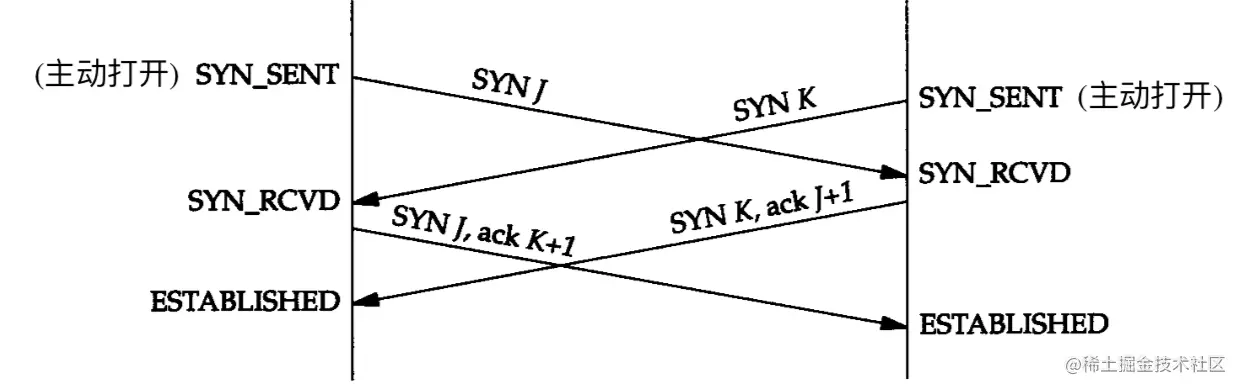 (主动打开) SYN_SENT
SYN J
SYN K
SYN_SENT (主动打开)
SYN_RCVD
SYN_RCVD
SYN J, ack K+1
SYN K, ack J+1
ESTABLISHED
ESTABLISHED
@稀土掘金技术社区